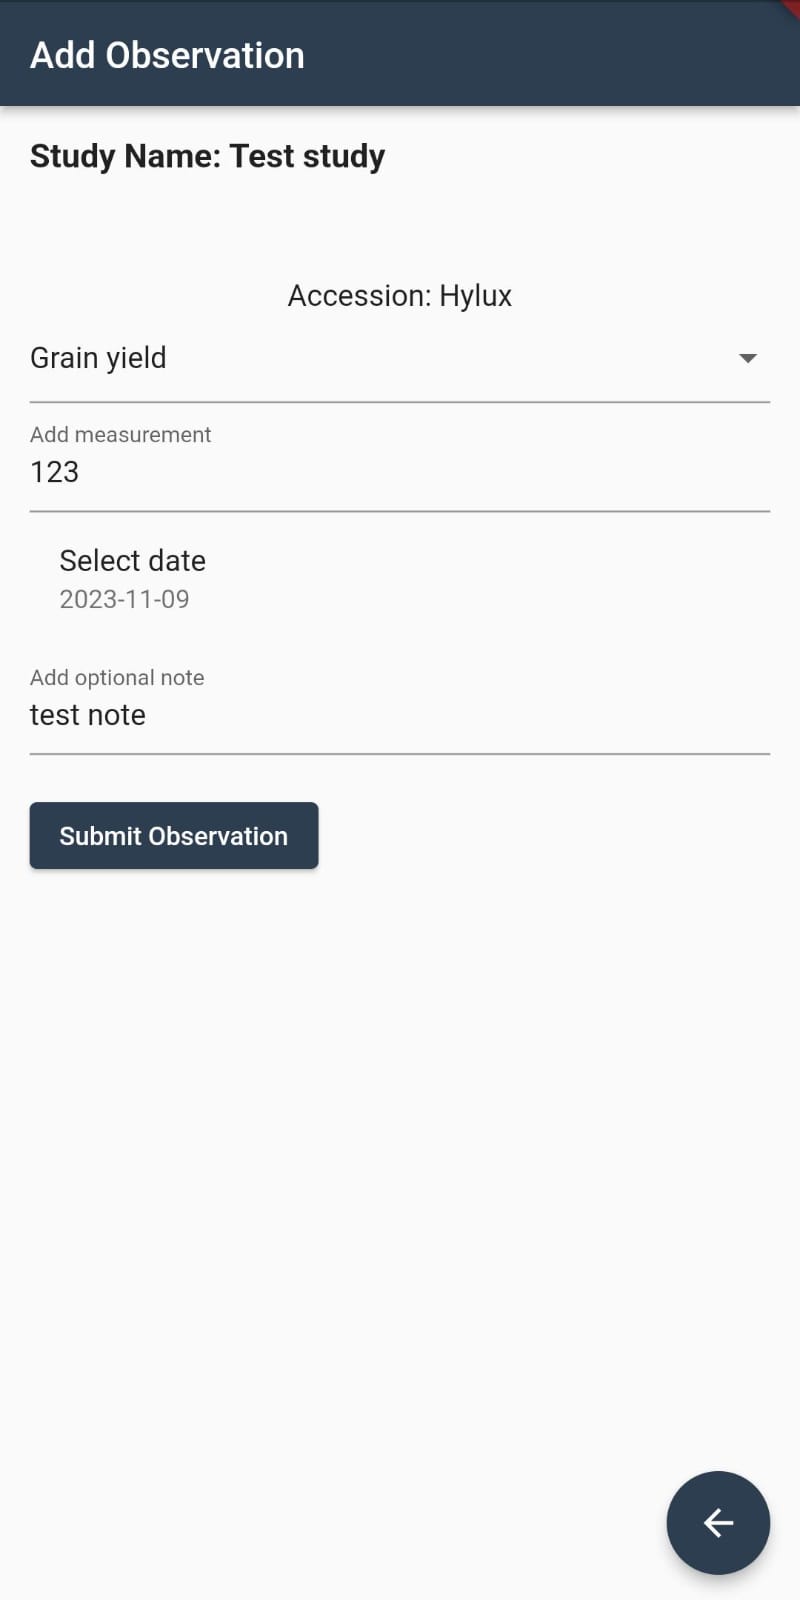 Add Observation
Study Name: Test study
Accession: Hylux
Grain yield
Add measurement
123
Select date
2023-11-09
Add optional note
test note
Submit Observation